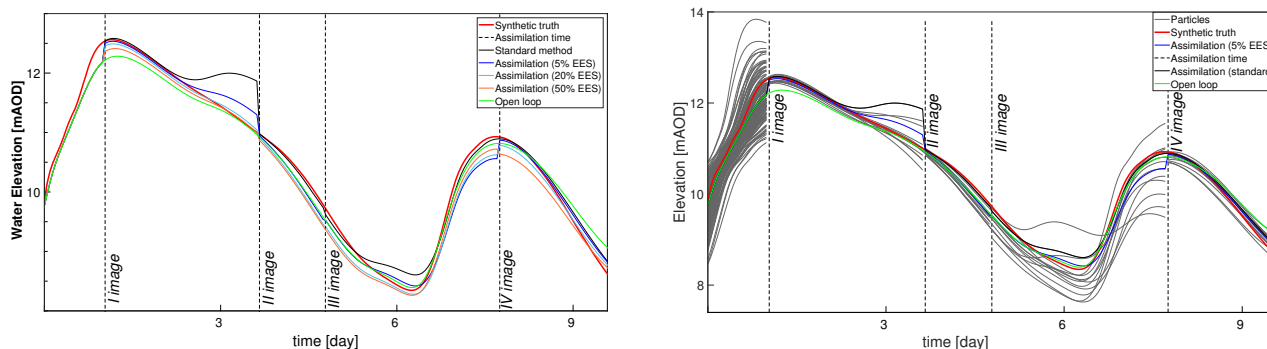 Synthetic truth
Assimilation time
Standard method
Assimilation (5% EES)
Assimilation (20% EES)
Assimilation (50% EES)
Open loop
12
10
Water Elevation [mAOD]
I image
II image
III image
IV image
3
6
9
time [day]
14
12
10
8
Elevation [mAOD]
Particles
Synthetic truth
Assimilation (5% EES
Assimilation time
Assimilation (standar
Open loop
I image
II image
III image
IV image
3
6
9
time [day]